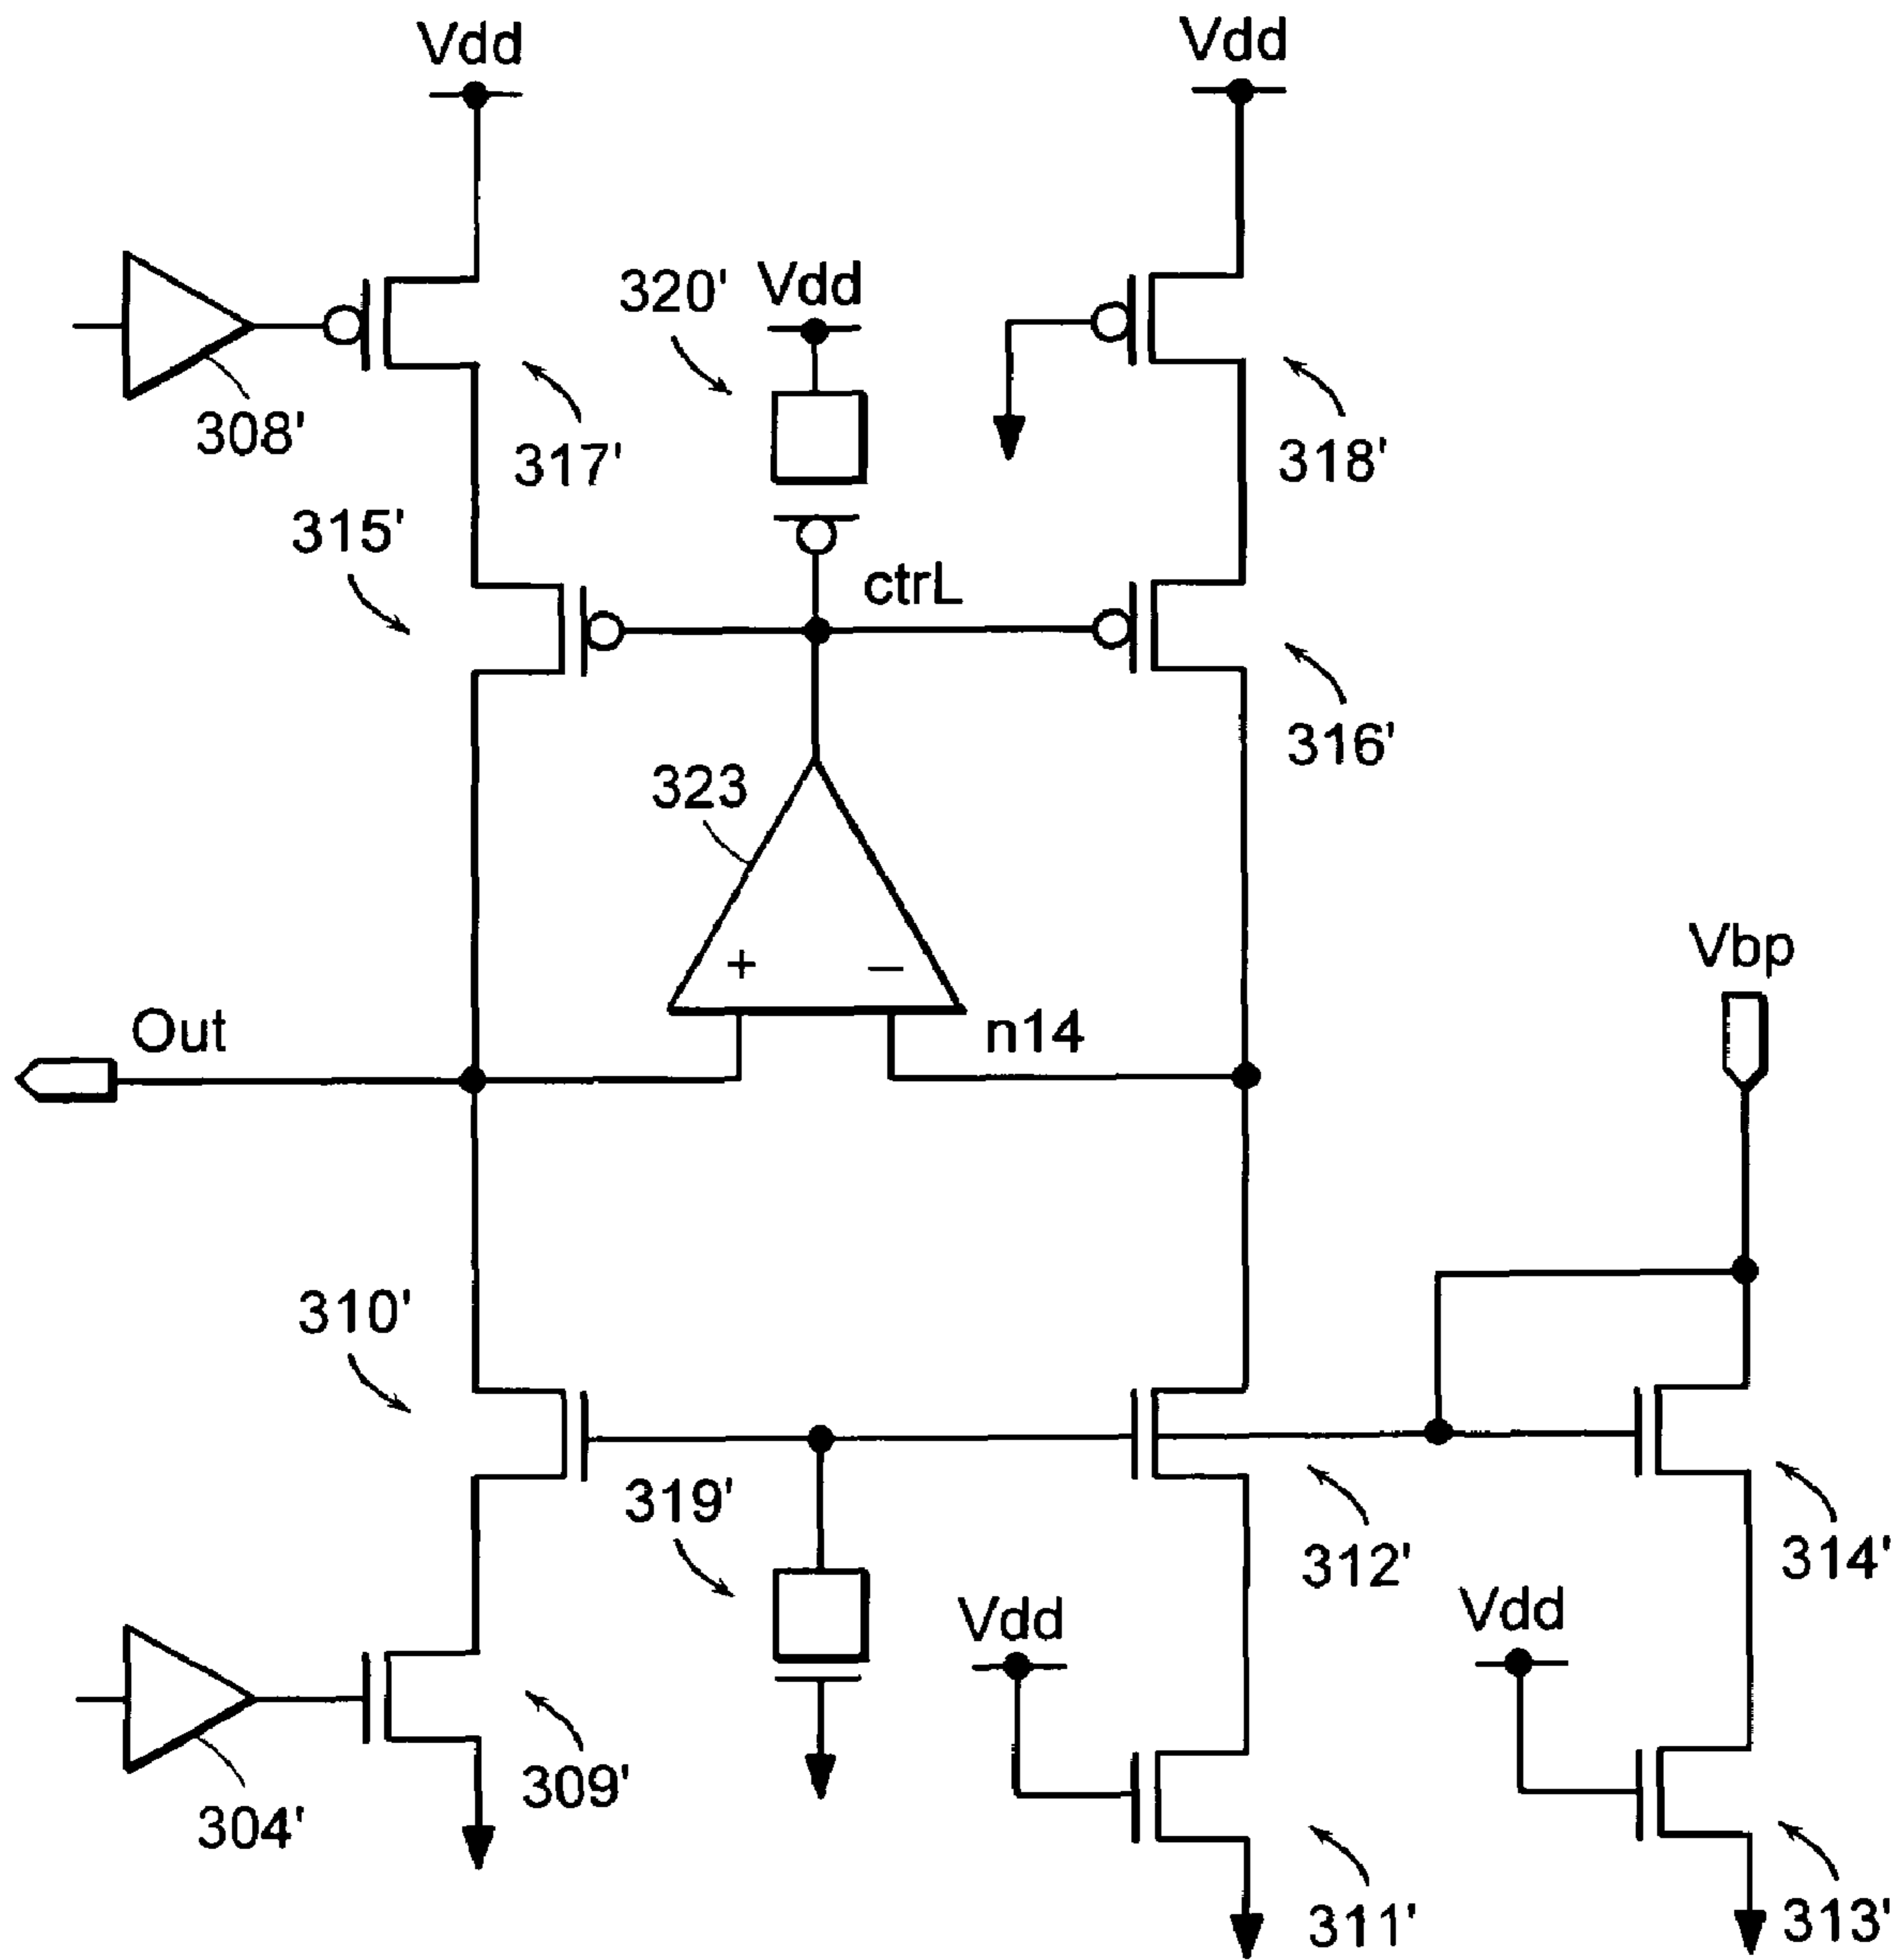 Vdd
Vdd
320'
Vdd
308'
317'
318'
315'
ctrL
316'
323
+
−
Vbp
Out
n14
310'
319'
312'
314'
Vdd
Vdd
309'
304'
311'
313'